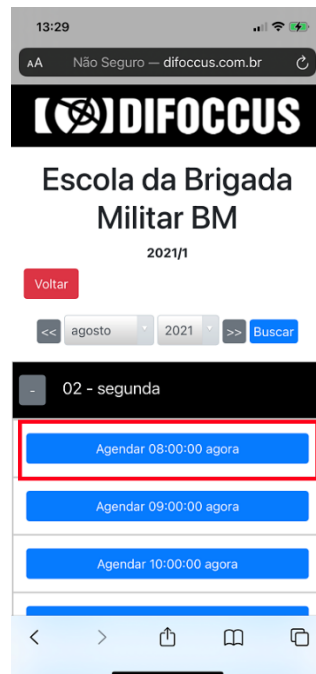 13:29
AA Não Seguro — difoccus.com.br
DIFOCCUS
Escola da Brigada
Militar BM
2021/1
Voltar
<< agosto 2021 >> Buscar
- 02 - segunda
Agendar 08:00:00 agora
Agendar 09:00:00 agora
Agendar 10:00:00 agora